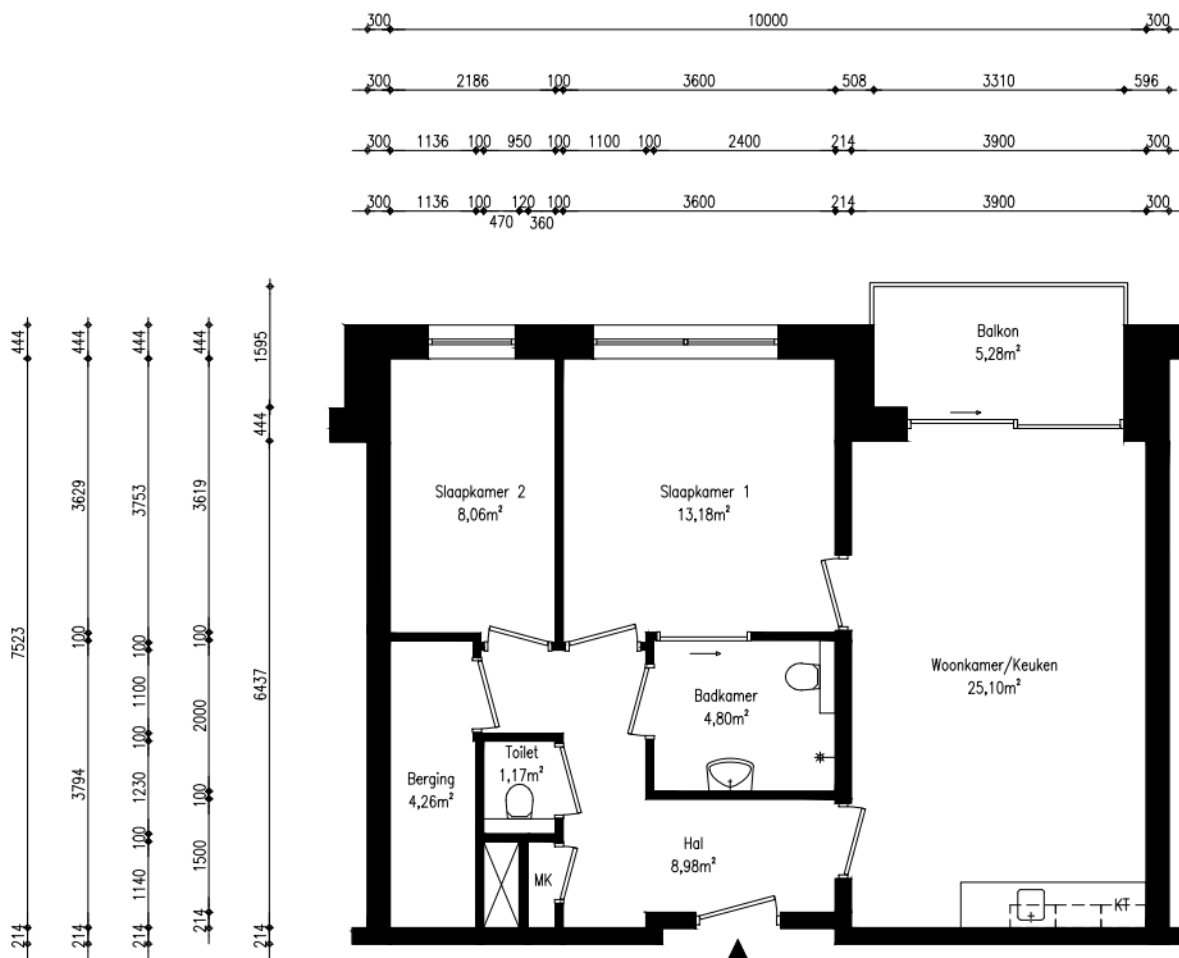 300 10000 300
300 2186 100 3600 508 3310 596
300 1136 100 950 100 1100 100 2400 214 3900 300
300 1136 100 470 120 360 100 3600 214 3900 300
444 7523 214
444 3629 100 3794 214
444 3753 100 1100 100 1230 100 1140 214
444 3619 100 2000 100 1500 214
1595 444 6437 214
Balkon
5,28m²
Slaapkamer 2
8,06m²
Slaapkamer 1
13,18m²
Woonkamer/Keuken
25,10m²
Badkamer
4,80m²
Toilet
1,17m²
Berging
4,26m²
Hal
8,98m²
MK
KT